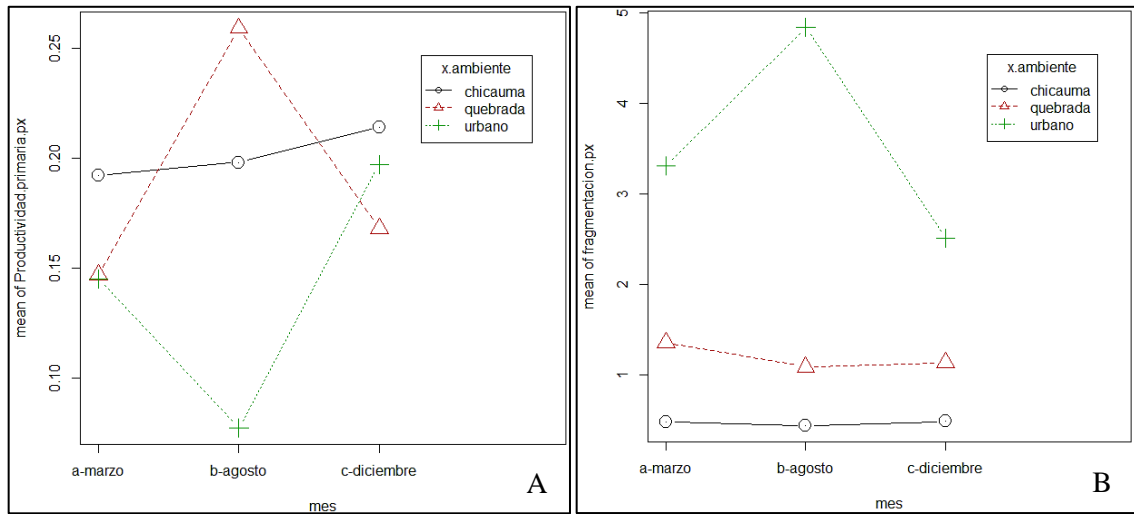 mean of Productividad.primaria.px
0.25
0.20
0.15
0.10
x.ambiente
chicauma
quebrada
urbano
a-marzo
b-agosto
c-diciembre
mes
A
mean of fragmentacion.px
5
4
3
2
1
x.ambiente
chicauma
quebrada
urbano
a-marzo
b-agosto
c-diciembre
mes
B